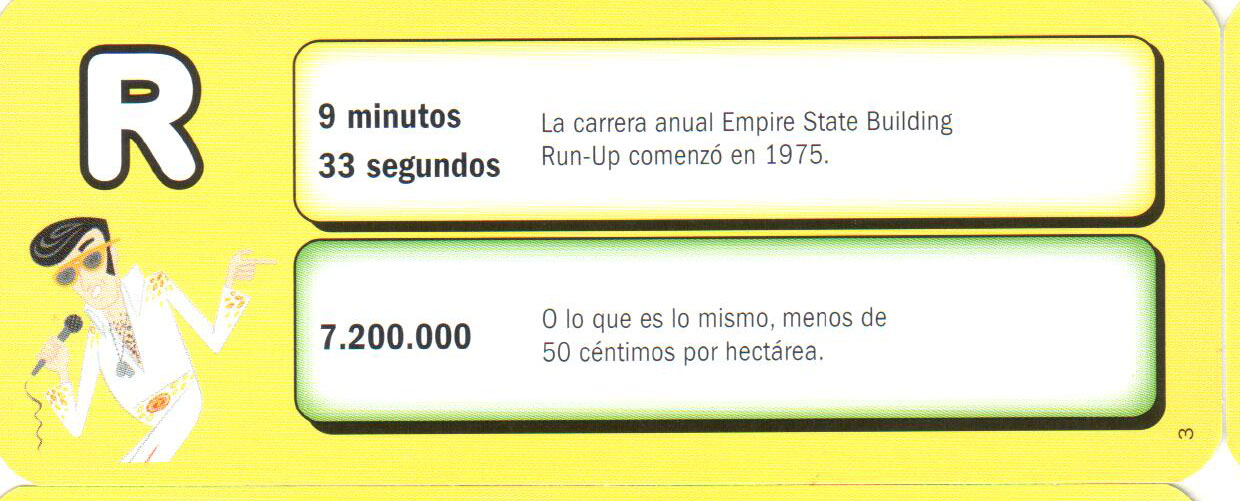 R
9 minutos
33 segundos
La carrera anual Empire State Building
Run-Up comenzó en 1975.
7.200.000
O lo que es lo mismo, menos de
50 céntimos por hectárea.
3